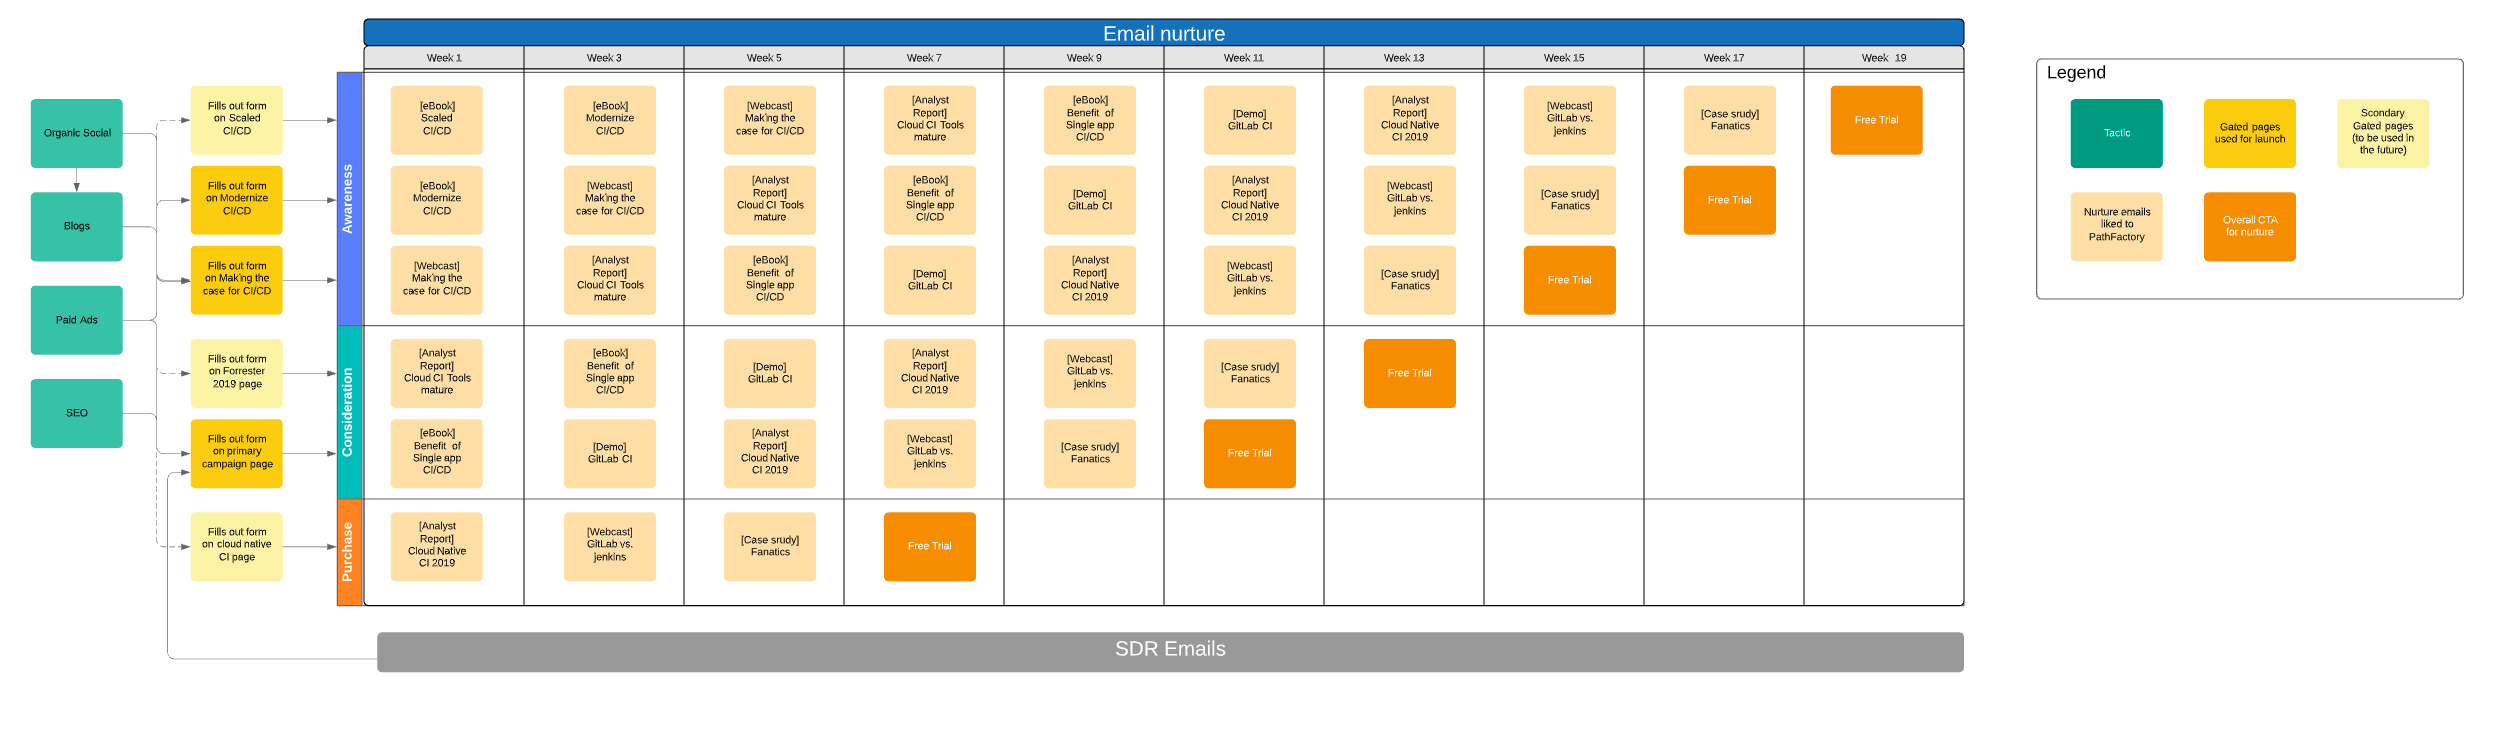 Email nurture
Week 1
Week 3
Week 5
Week 7
Week 9
Week 11
Week 13
Week 15
Week 17
Week 19
Organic Social
Blogs
Paid Ads
SEO
Fills out form
on Scaled
CI/CD
Fills out form
on Modernize
CI/CD
Fills out form
on Making the
case for CI/CD
Fills out form
on Forrester
2019 page
Fills out form
on primary
campaign page
Fills out form
on cloud native
CI page
Awareness
[eBook]
Scaled
CI/CD
[eBook]
Modernize
CI/CD
[Webcast]
Making the
case for CI/CD
[Analyst
Report]
Cloud CI Tools
mature
[eBook]
Benefit of
Single app
CI/CD
[Demo]
GitLab CI
[Analyst
Report]
Cloud Native
CI 2019
[Webcast]
GitLab vs.
jenkins
[Case srudy]
Fanatics
Free Trial
[eBook]
Modernize
CI/CD
[Webcast]
Making the
case for CI/CD
[Analyst
Report]
Cloud CI Tools
mature
[eBook]
Benefit of
Single app
CI/CD
[Demo]
GitLab CI
[Analyst
Report]
Cloud Native
CI 2019
[Webcast]
GitLab vs.
jenkins
[Case srudy]
Fanatics
Free Trial
[Webcast]
Making the
case for CI/CD
[Analyst
Report]
Cloud CI Tools
mature
[eBook]
Benefit of
Single app
CI/CD
[Demo]
GitLab CI
[Analyst
Report]
Cloud Native
CI 2019
[Webcast]
GitLab vs.
jenkins
[Case srudy]
Fanatics
Free Trial
Consideration
[Analyst
Report]
Cloud CI Tools
mature
[eBook]
Benefit of
Single app
CI/CD
[Demo]
GitLab CI
[Analyst
Report]
Cloud Native
CI 2019
[Webcast]
GitLab vs.
jenkins
[Case srudy]
Fanatics
Free Trial
[eBook]
Benefit of
Single app
CI/CD
[Demo]
GitLab CI
[Analyst
Report]
Cloud Native
CI 2019
[Webcast]
GitLab vs.
jenkins
[Case srudy]
Fanatics
Free Trial
Purchase
[Analyst
Report]
Cloud Native
CI 2019
[Webcast]
GitLab vs.
jenkins
[Case srudy]
Fanatics
Free Trial
SDR Emails
Legend
Tactic
Gated pages
used for launch
Scondary
Gated pages
(to be used in
the future)
Nurture emails
liked to
PathFactory
Overall CTA
for nurture